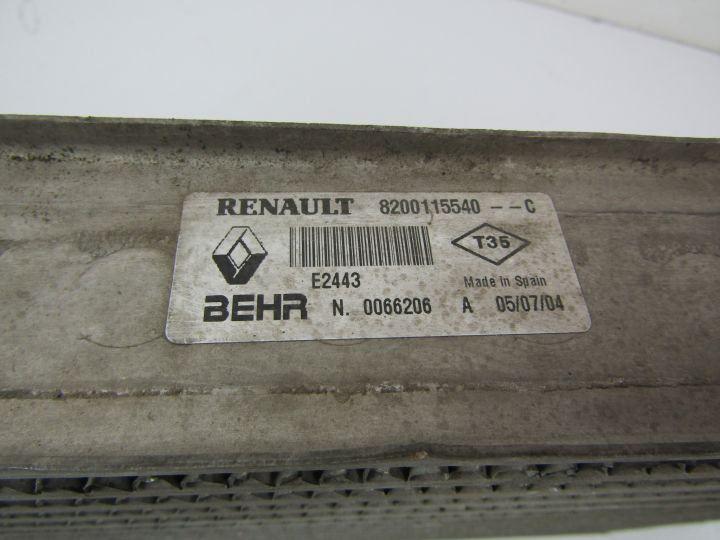 RENAULT 8200115540 -- C
T35
E2443 Made in Spain
BEHR N. 0066206 A 05/07/04